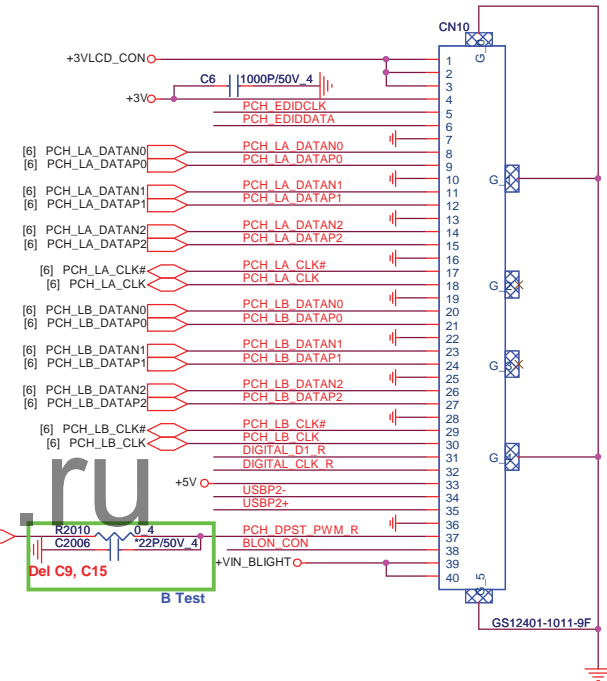 CN10
G_0
+3VLCD_CON
1
2
C6 1000P/50V_4
3
+3V
4
PCH_EDIDCLK
5
PCH_EDIDDATA
6
7
[6] PCH_LA_DATAN0 PCH_LA_DATAN0
8
[6] PCH_LA_DATAP0 PCH_LA_DATAP0
9
10 G_1
[6] PCH_LA_DATAN1 PCH_LA_DATAN1
11
[6] PCH_LA_DATAP1 PCH_LA_DATAP1
12
13
[6] PCH_LA_DATAN2 PCH_LA_DATAN2
14
[6] PCH_LA_DATAP2 PCH_LA_DATAP2
15
16
[6] PCH_LA_CLK# PCH_LA_CLK#
17
[6] PCH_LA_CLK PCH_LA_CLK
18 G_2
19
[6] PCH_LB_DATAN0 PCH_LB_DATAN0
20
[6] PCH_LB_DATAP0 PCH_LB_DATAP0
21
22
[6] PCH_LB_DATAN1 PCH_LB_DATAN1
23
[6] PCH_LB_DATAP1 PCH_LB_DATAP1
24 G_3
25
[6] PCH_LB_DATAN2 PCH_LB_DATAN2
26
[6] PCH_LB_DATAP2 PCH_LB_DATAP2
27
28
[6] PCH_LB_CLK# PCH_LB_CLK#
29
[6] PCH_LB_CLK PCH_LB_CLK
30
DIGITAL_D1_R
31 G_4
DIGITAL_CLK_R
32
+5V
33
USBP2-
34
USBP2+
35
.ru
36
R2010 0_4 PCH_DPST_PWM_R
37
C2006 *22P/50V_4 BLON_CON
38
+VIN_BLIGHT
39
Del C9, C15
40
G_5
B Test
GS12401-1011-9F